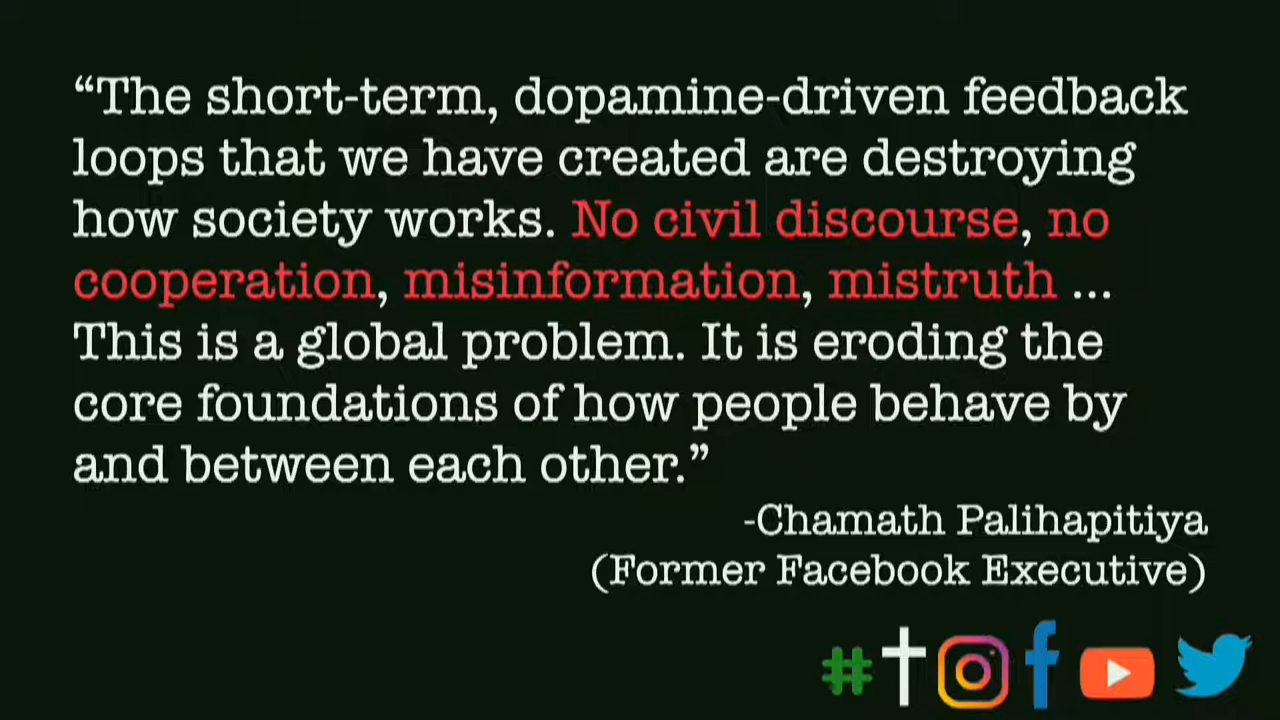 “The short-term, dopamine-driven feedback
loops that we have created are destroying
how society works. No civil discourse, no
cooperation, misinformation, mistruth ...
This is a global problem. It is eroding the
core foundations of how people behave by
and between each other.”
-Chamath Palihapitiya
(Former Facebook Executive)
#